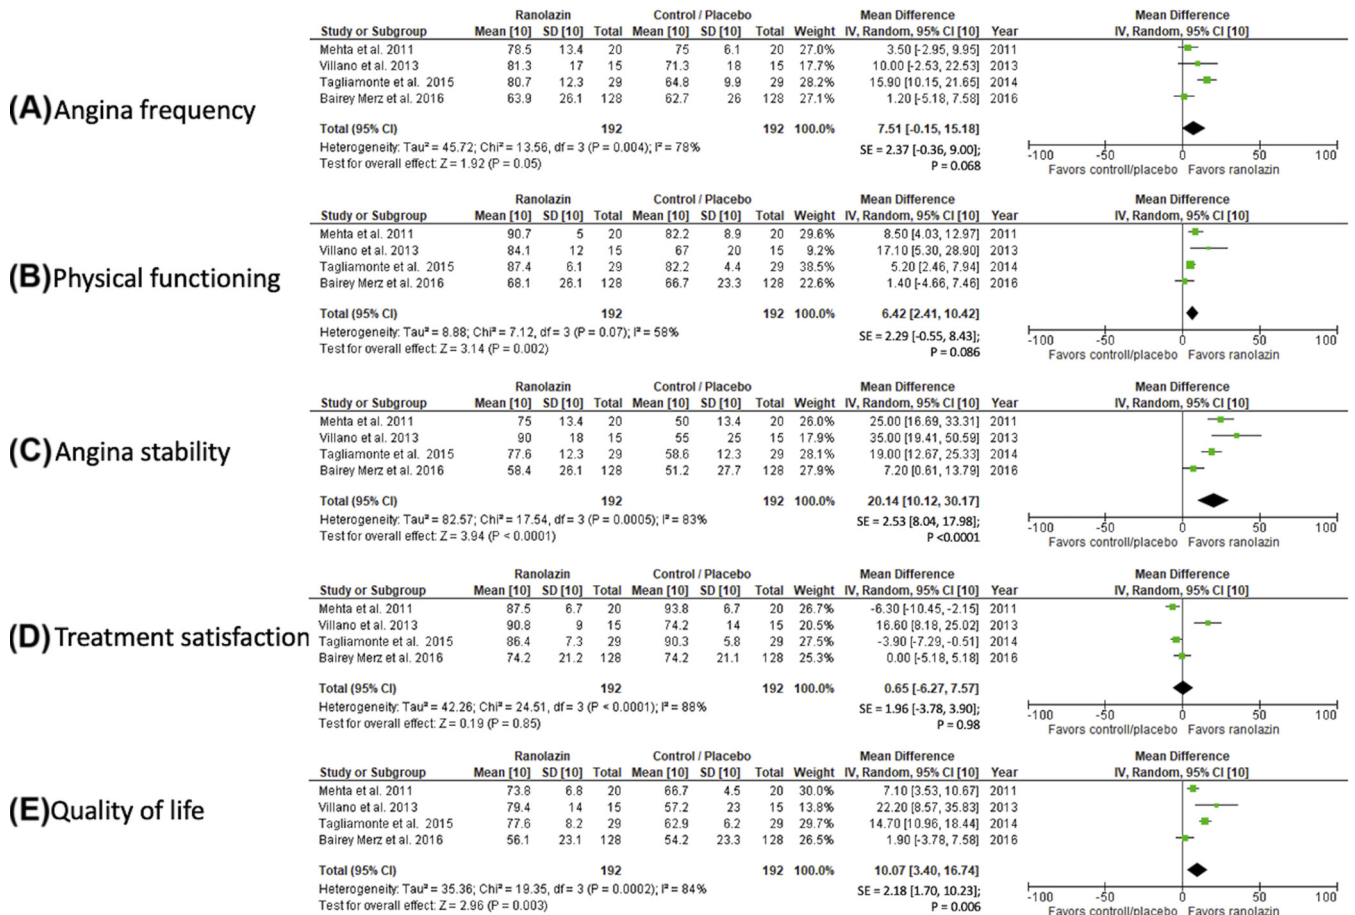 Ranolazin Control / Placebo Mean Difference Mean Difference
Study or Subgroup Mean [10] SD [10] Total Mean [10] SD [10] Total Weight IV, Random, 95% CI [10] Year IV, Random, 95% CI [10]
Mehta et al. 2011 78.5 13.4 20 75 6.1 20 27.0% 3.50 [-2.95, 9.95] 2011
Villano et al. 2013 81.3 17 15 71.3 18 15 17.7% 10.00 [-2.53, 22.53] 2013
Tagliamonte et al. 2015 80.7 12.3 29 64.8 9.9 29 28.2% 15.90 [10.15, 21.65] 2014
Bairey Merz et al. 2016 63.9 26.1 128 62.7 26 128 27.1% 1.20 [-5.18, 7.58] 2016
(A) Angina frequency
Total (95% CI) 192 192 100.0% 7.51 [-0.15, 15.18]
Heterogeneity: Tau² = 45.72; Chi² = 13.56, df = 3 (P = 0.004); I² = 78% SE = 2.37 [-0.36, 9.00];
Test for overall effect: Z = 1.92 (P = 0.05) P = 0.068
-100 -50 0 50 100
Favors controll/placebo Favors ranolazin
Ranolazin Control / Placebo Mean Difference Mean Difference
Study or Subgroup Mean [10] SD [10] Total Mean [10] SD [10] Total Weight IV, Random, 95% CI [10] Year IV, Random, 95% CI [10]
Mehta et al. 2011 90.7 5 20 82.2 8.9 20 29.6% 8.50 [4.03, 12.97] 2011
Villano et al. 2013 84.1 12 15 67 20 15 9.2% 17.10 [5.30, 28.90] 2013
Tagliamonte et al. 2015 87.4 6.1 29 82.2 4.4 29 38.5% 5.20 [2.46, 7.94] 2014
Bairey Merz et al. 2016 68.1 26.1 128 66.7 23.3 128 22.6% 1.40 [-4.66, 7.46] 2016
(B) Physical functioning
Total (95% CI) 192 192 100.0% 6.42 [2.41, 10.42]
Heterogeneity: Tau² = 8.88; Chi² = 7.12, df = 3 (P = 0.07); I² = 58% SE = 2.29 [-0.55, 8.43];
Test for overall effect: Z = 3.14 (P = 0.002) P = 0.086
-100 -50 0 50 100
Favors controll/placebo Favors ranolazin
Ranolazin Control / Placebo Mean Difference Mean Difference
Study or Subgroup Mean [10] SD [10] Total Mean [10] SD [10] Total Weight IV, Random, 95% CI [10] Year IV, Random, 95% CI [10]
Mehta et al. 2011 75 13.4 20 50 13.4 20 26.0% 25.00 [16.69, 33.31] 2011
Villano et al. 2013 90 18 15 55 25 15 17.9% 35.00 [19.41, 50.59] 2013
Tagliamonte et al. 2015 77.6 12.3 29 58.6 12.3 29 28.1% 19.00 [12.67, 25.33] 2014
Bairey Merz et al. 2016 58.4 26.1 128 51.2 27.7 128 27.9% 7.20 [0.61, 13.79] 2016
(C) Angina stability
Total (95% CI) 192 192 100.0% 20.14 [10.12, 30.17]
Heterogeneity: Tau² = 82.57; Chi² = 17.54, df = 3 (P = 0.0005); I² = 83% SE = 2.53 [8.04, 17.98];
Test for overall effect: Z = 3.94 (P < 0.0001) P <0.0001
-100 -50 0 50 100
Favors controll/placebo Favors ranolazin
Ranolazin Control / Placebo Mean Difference Mean Difference
Study or Subgroup Mean [10] SD [10] Total Mean [10] SD [10] Total Weight IV, Random, 95% CI [10] Year IV, Random, 95% CI [10]
Mehta et al. 2011 87.5 6.7 20 93.8 6.7 20 26.7% -6.30 [-10.45, -2.15] 2011
Villano et al. 2013 90.8 9 15 74.2 14 15 20.5% 16.60 [8.18, 25.02] 2013
Tagliamonte et al. 2015 86.4 7.3 29 90.3 5.8 29 27.5% -3.90 [-7.29, -0.51] 2014
Bairey Merz et al. 2016 74.2 21.2 128 74.2 21.1 128 25.3% 0.00 [-5.18, 5.18] 2016
(D) Treatment satisfaction
Total (95% CI) 192 192 100.0% 0.65 [-6.27, 7.57]
Heterogeneity: Tau² = 42.26; Chi² = 24.51, df = 3 (P < 0.0001); I² = 88% SE = 1.96 [-3.78, 3.90];
Test for overall effect: Z = 0.19 (P = 0.85) P = 0.98
-100 -50 0 50 100
Favors controll/placebo Favors ranolazin
Ranolazin Control / Placebo Mean Difference Mean Difference
Study or Subgroup Mean [10] SD [10] Total Mean [10] SD [10] Total Weight IV, Random, 95% CI [10] Year IV, Random, 95% CI [10]
Mehta et al. 2011 73.8 6.8 20 66.7 4.5 20 30.0% 7.10 [3.53, 10.67] 2011
Villano et al. 2013 79.4 14 15 57.2 23 15 13.8% 22.20 [8.57, 35.83] 2013
Tagliamonte et al. 2015 77.6 8.2 29 62.9 6.2 29 29.7% 14.70 [10.96, 18.44] 2014
Bairey Merz et al. 2016 56.1 23.1 128 54.2 23.3 128 26.5% 1.90 [-3.78, 7.58] 2016
(E) Quality of life
Total (95% CI) 192 192 100.0% 10.07 [3.40, 16.74]
Heterogeneity: Tau² = 35.36; Chi² = 19.35, df = 3 (P = 0.0002); I² = 84% SE = 2.18 [1.70, 10.23];
Test for overall effect: Z = 2.96 (P = 0.003) P = 0.006
-100 -50 0 50 100
Favors controll/placebo Favors ranolazin